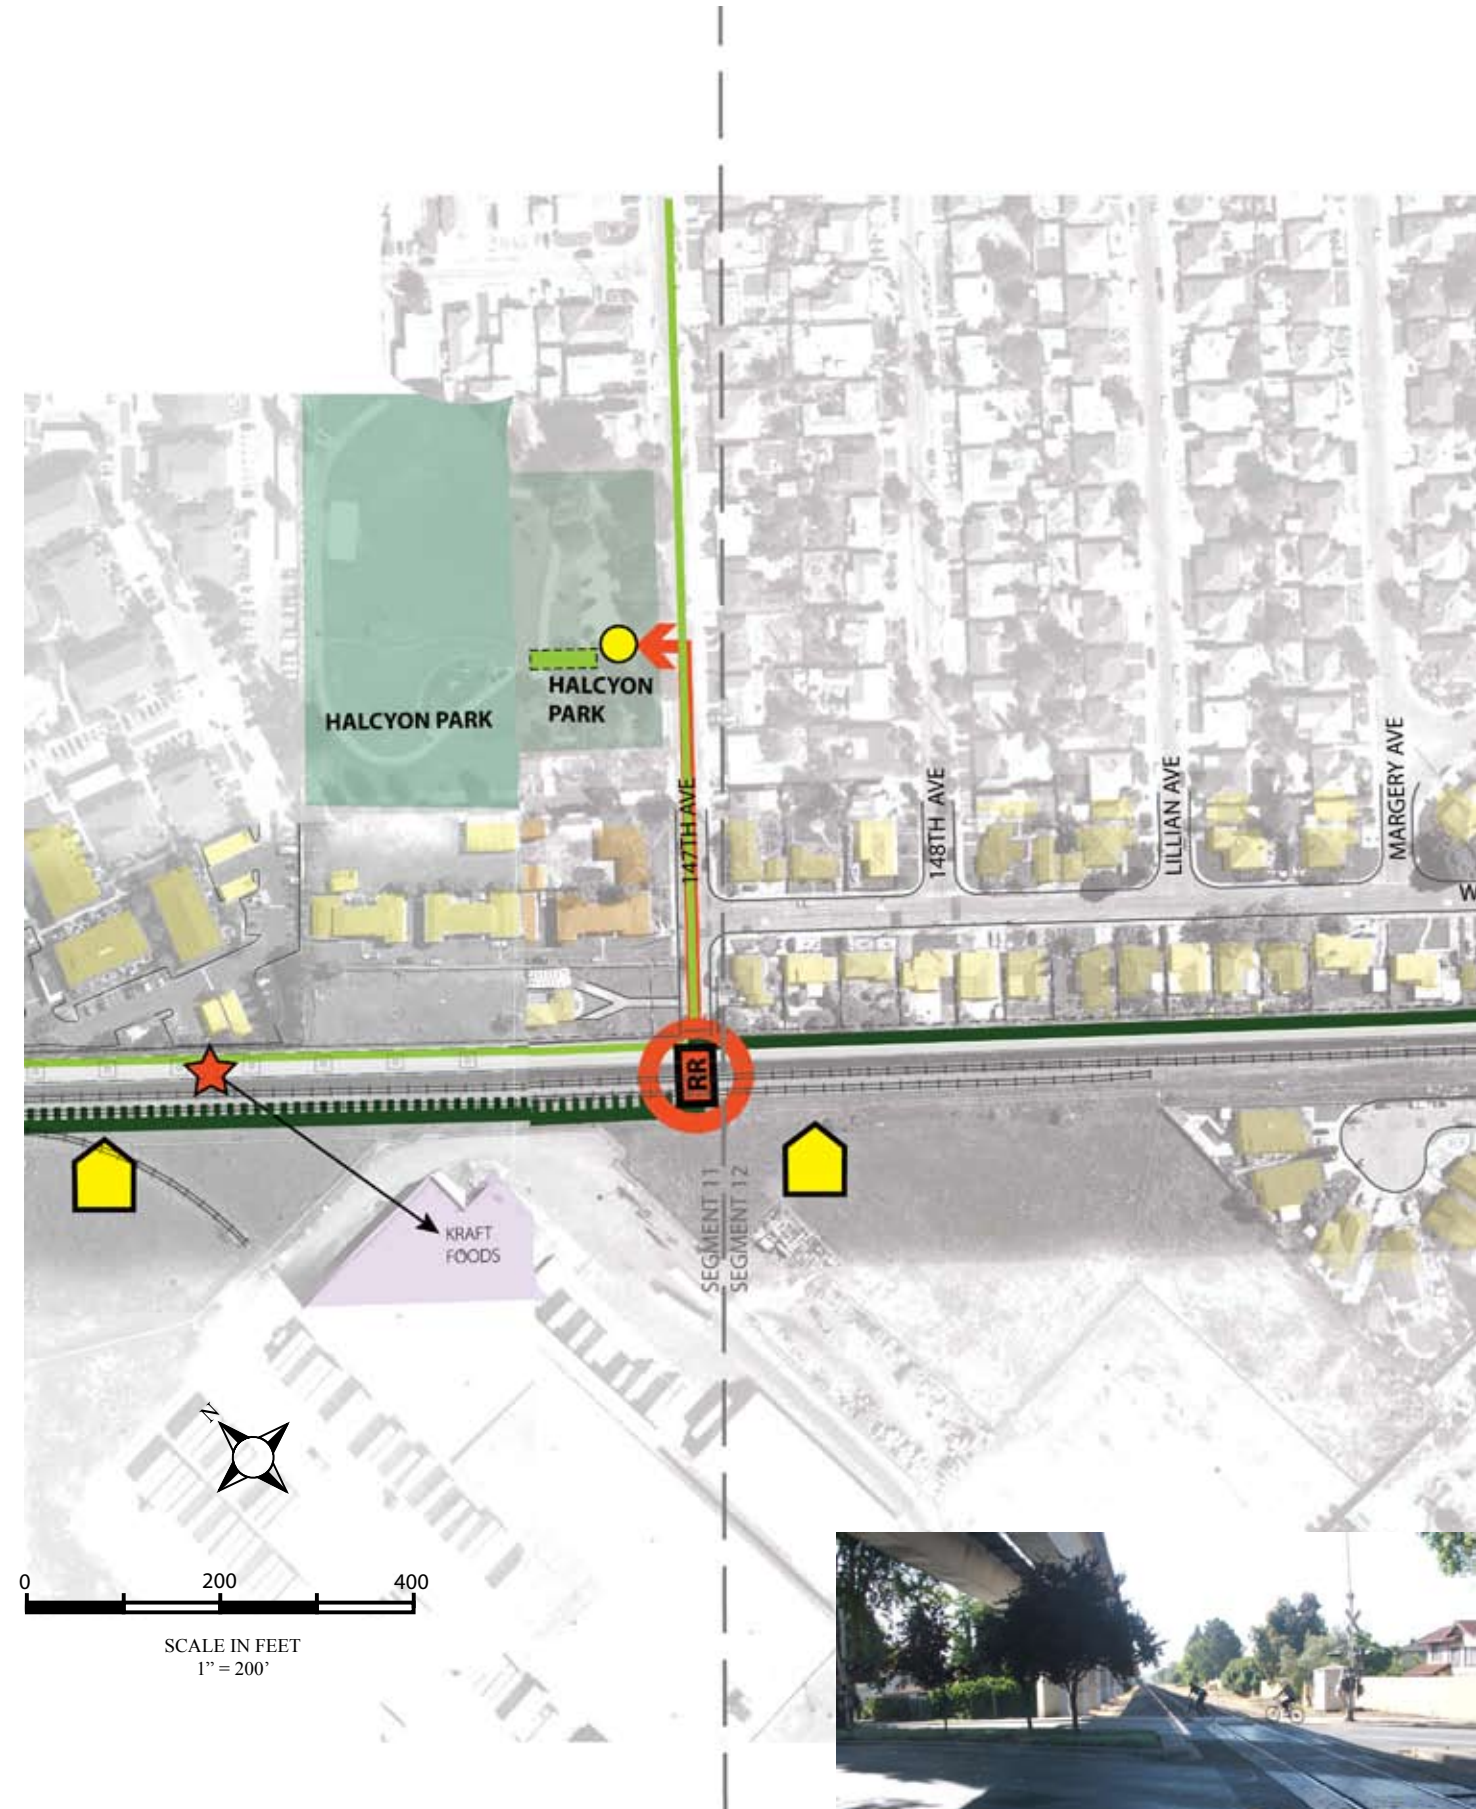 HALCYON
PARK
HALCYON PARK
147TH AVE
148TH AVE
LILLIAN AVE
MARGERY AVE
W
RR
SEGMENT 11
SEGMENT 12
KRAFT
FOODS
N
0 200 400
SCALE IN FEET
1” = 200’